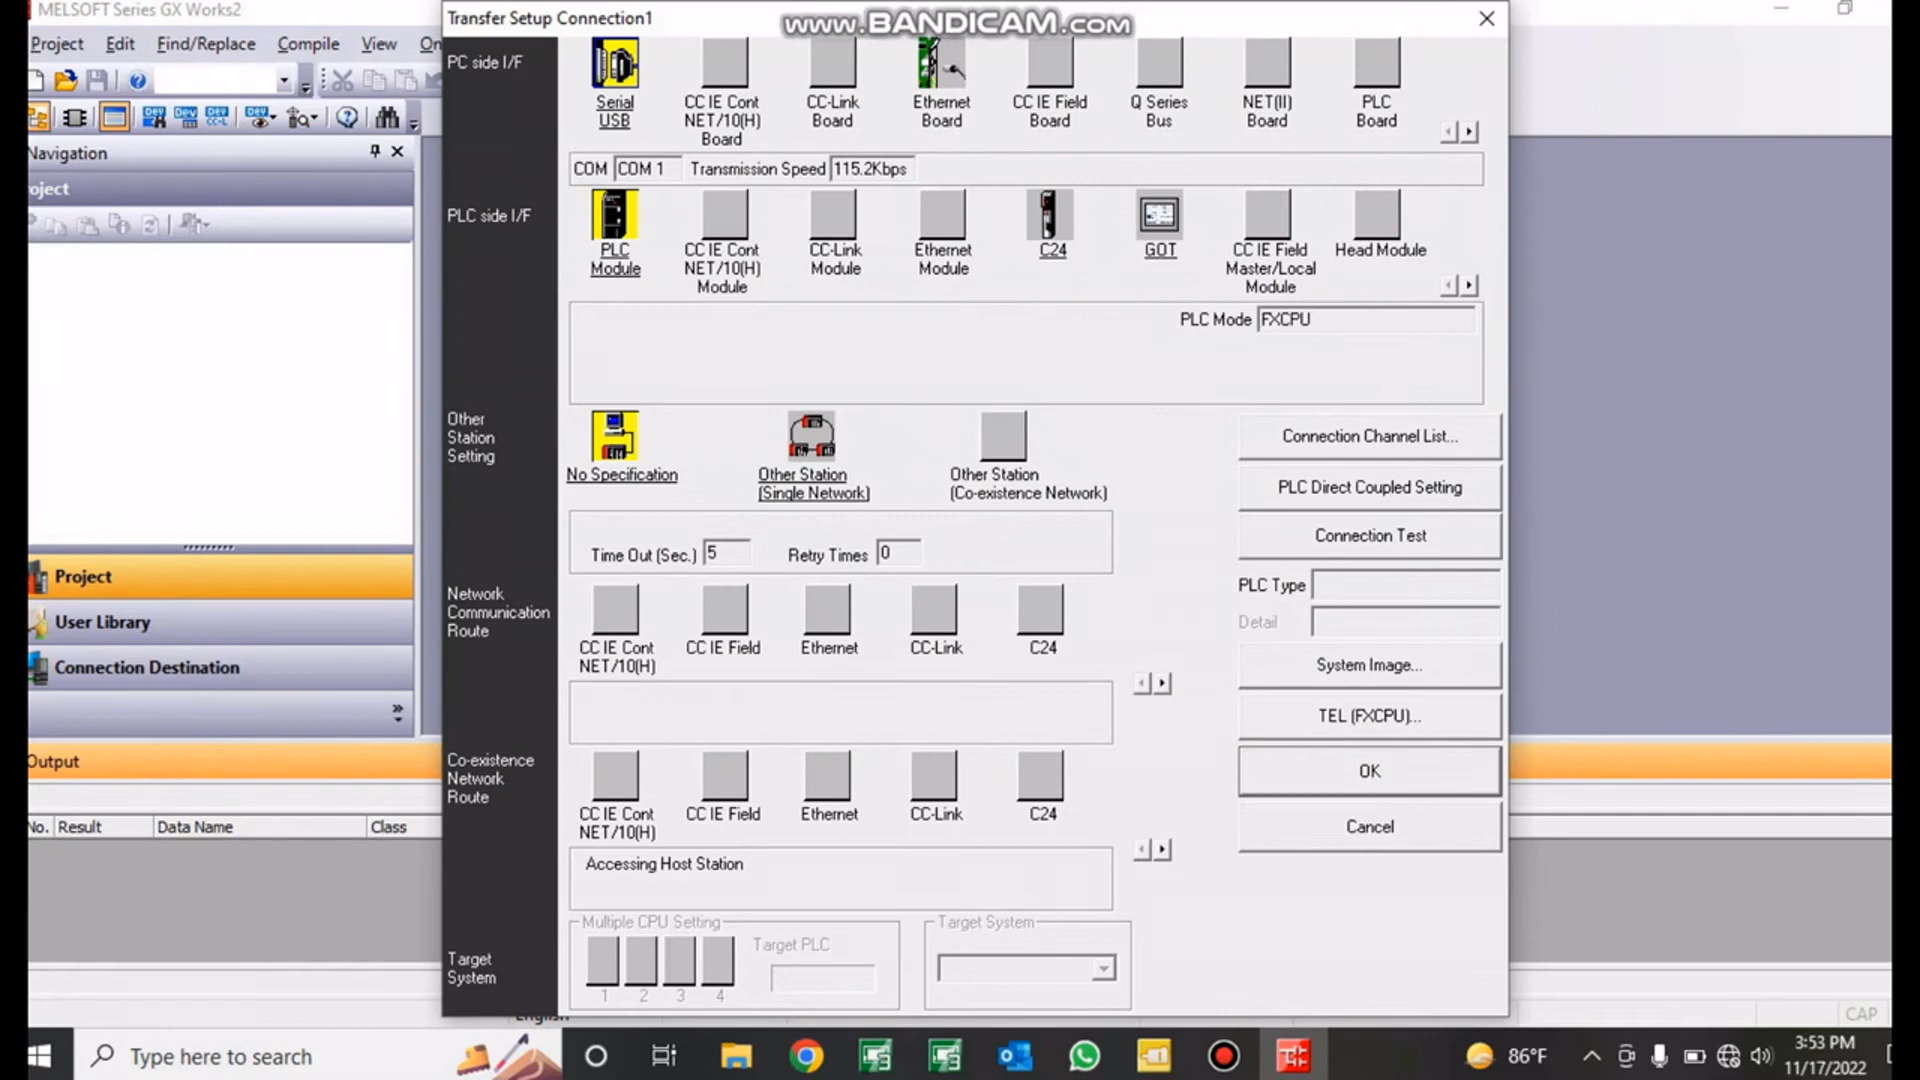 MELSOFT Series GX Works2
Transfer Setup Connection1
www.BANDICAM.com
Project Edit Find/Replace Compile View On
PC side I/F
Serial USB
CC IE Cont NET/10(H) Board
CC-Link Board
Ethernet Board
CC IE Field Board
Q Series Bus
NET(II) Board
PLC Board
Navigation
oject
COM COM 1 Transmission Speed 115.2Kbps
PLC side I/F
PLC Module
CC IE Cont NET/10(H) Module
CC-Link Module
Ethernet Module
C24
GOT
CC IE Field Master/Local Module
Head Module
PLC Mode FXCPU
Other Station Setting
No Specification
Other Station (Single Network)
Other Station (Co-existence Network)
Connection Channel List...
PLC Direct Coupled Setting
Time Out (Sec.) 5 Retry Times 0
Connection Test
Project
User Library
Connection Destination
PLC Type
Detail
Network Communication Route
CC IE Cont NET/10(H)
CC IE Field
Ethernet
CC-Link
C24
System Image...
TEL (FXCPU)...
OK
Cancel
Output
No. Result Data Name Class
Co-existence Network Route
CC IE Cont NET/10(H)
CC IE Field
Ethernet
CC-Link
C24
Accessing Host Station
Target System
Multiple CPU Setting
Target PLC
1 2 3 4
Target System
English
CAP
Type here to search
86°F
3:53 PM
11/17/2022